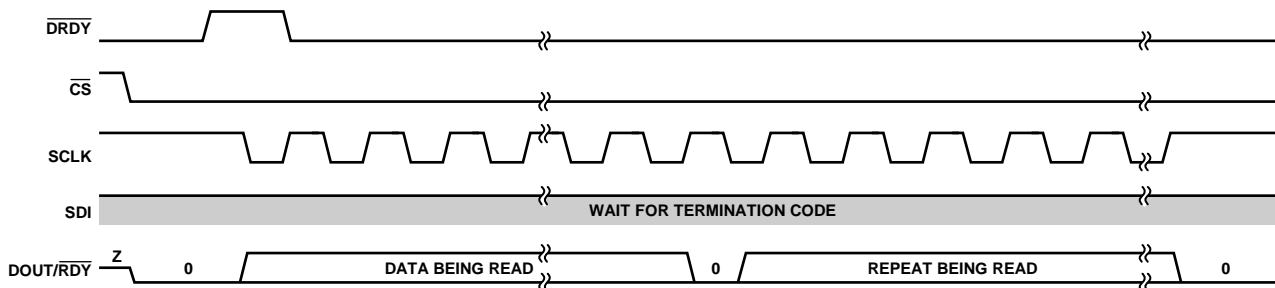 DRDY
CS
SCLK
SDI WAIT FOR TERMINATION CODE
DOUT/RDY Z 0 DATA BEING READ 0 REPEAT BEING READ 0